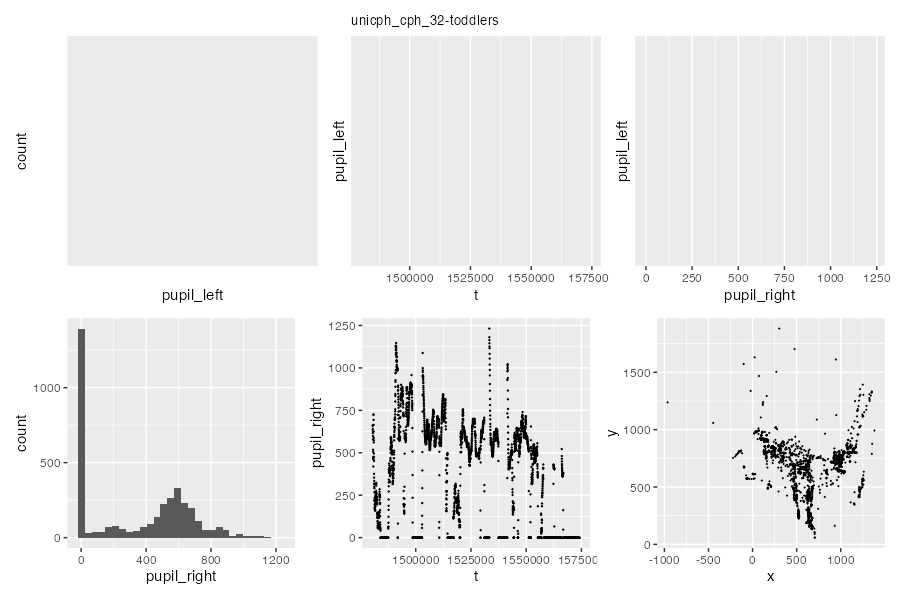 unicph_cph_32-toddlers
count
pupil_left
pupil_left
1500000 1525000 1550000 157500
t
pupil_left
0 250 500 750 1000 1250
pupil_right
count
1000
500
0
0 400 800 1200
pupil_right
pupil_right
1250
1000
750
500
250
0
1500000 1525000 1550000 157500
t
y
1500
1000
500
0
-1000 -500 0 500 1000
x